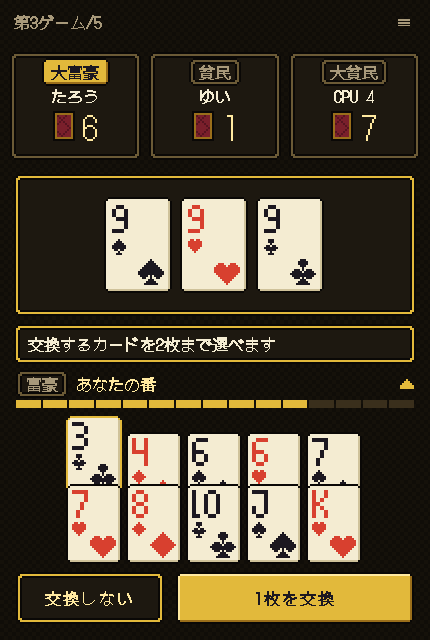 第3ゲーム/5
大富豪 貧民 大貧民
たろう ゆい CPU 4
6 1 7
9 9 9
交換するカードを2枚まで選べます
富豪 あなたの番
3 4 6 6 7
7 8 10 J K
交換しない 1枚を交換